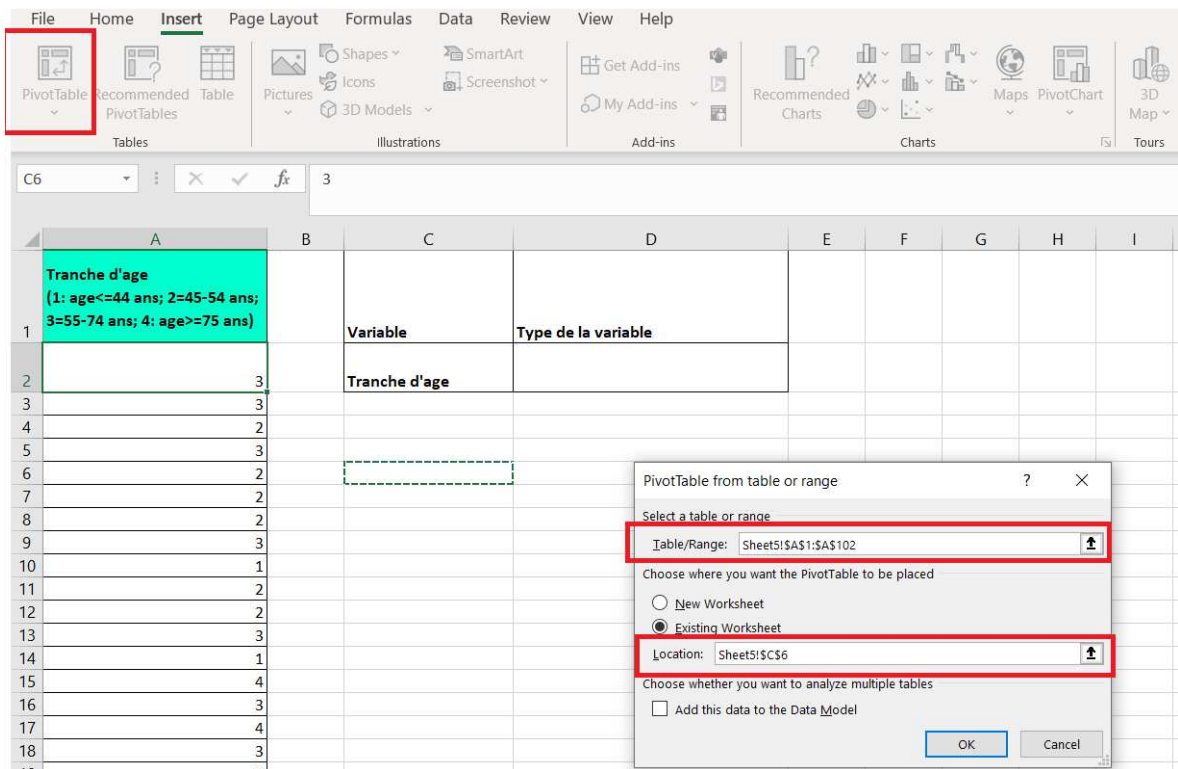 File Home Insert Page Layout Formulas Data Review View Help
PivotTable
Recommended
PivotTables
Table
Tables
Pictures
Shapes
Icons
3D Models
SmartArt
Screenshot
Illustrations
Get Add-ins
My Add-ins
Add-ins
Recommended
Charts
Maps
PivotChart
Charts
3D
Map
Tours
C6 fx 3
A B C D E F G H I
Tranche d'age
(1: age<=44 ans; 2=45-54 ans;
3=55-74 ans; 4: age>=75 ans)
1 Variable Type de la variable
2 3 Tranche d'age
3 3
4 2
5 3
6 2
7 2
8 2
9 3
10 1
11 2
12 2
13 3
14 1
15 4
16 3
17 4
18 3
PivotTable from table or range ?
Select a table or range
Table/Range: Sheet5!$A$1:$A$102
Choose where you want the PivotTable to be placed
New Worksheet
Existing Worksheet
Location: Sheet5!$C$6
Choose whether you want to analyze multiple tables
Add this data to the Data Model
OK Cancel